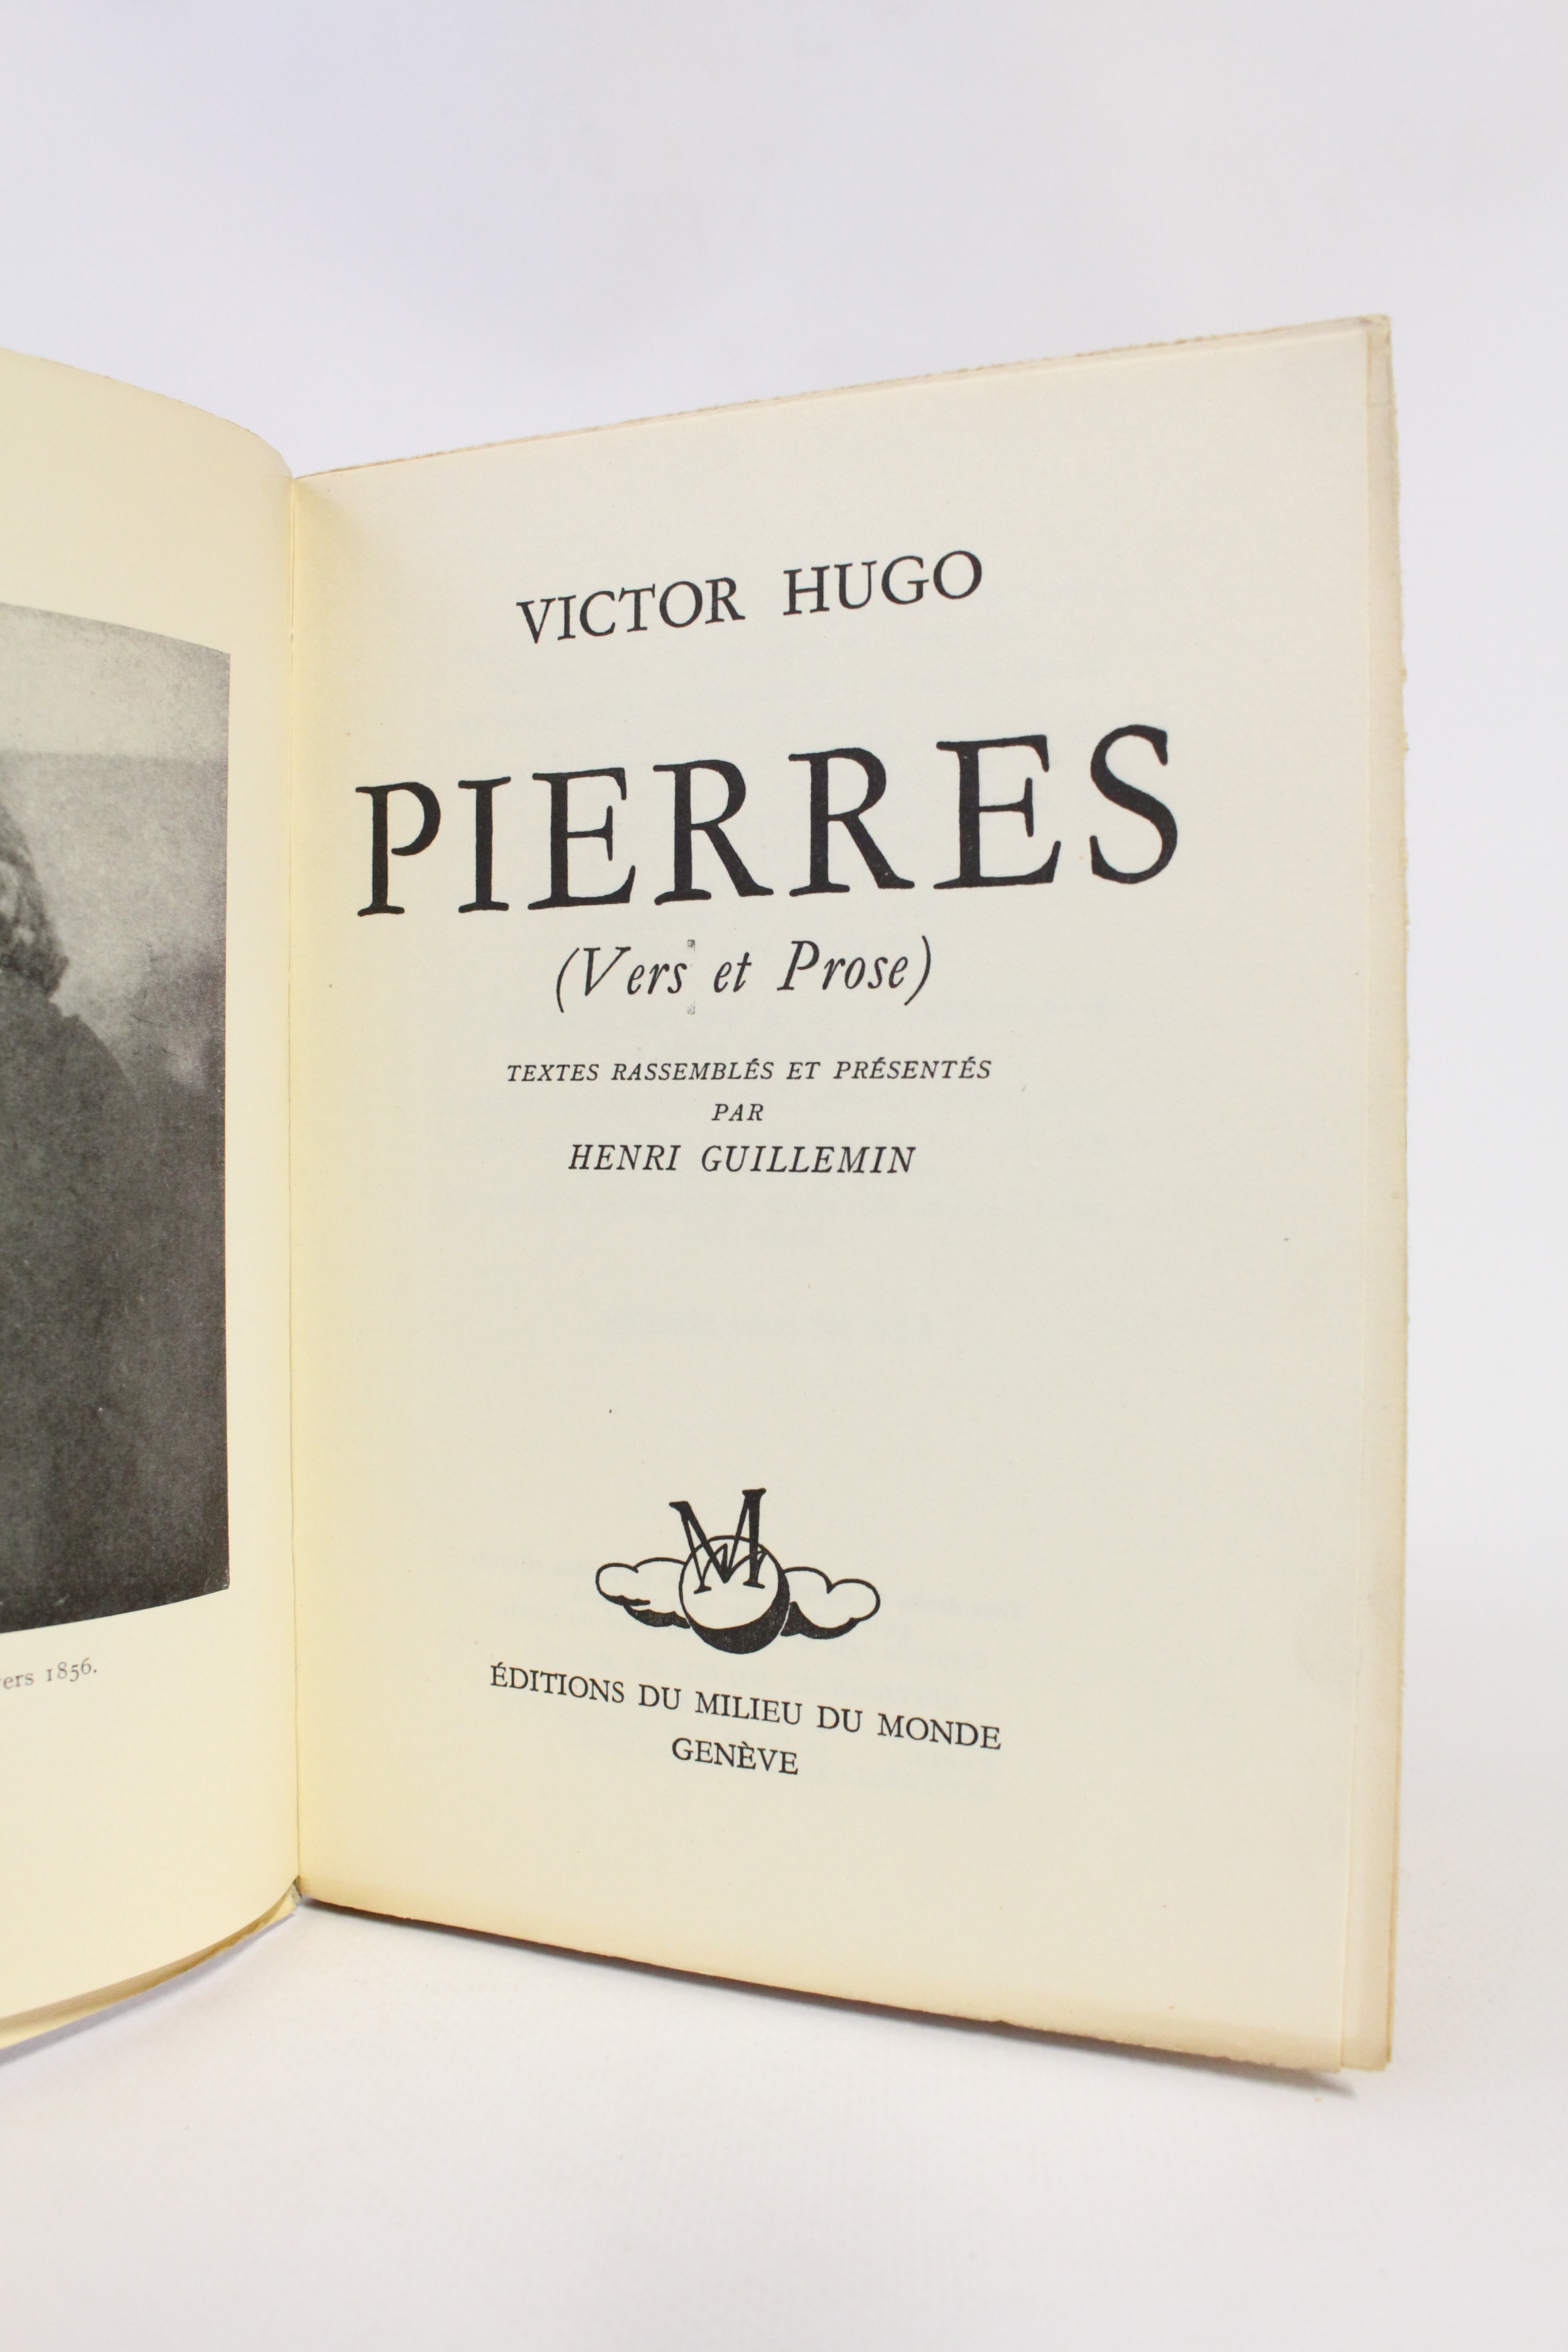 VICTOR HUGO
PIERRES
(Vers et Prose)
TEXTES RASSEMBLÉS ET PRÉSENTÉS
PAR
HENRI GUILLEMIN
M
ÉDITIONS DU MILIEU DU MONDE
GENÈVE
1856.